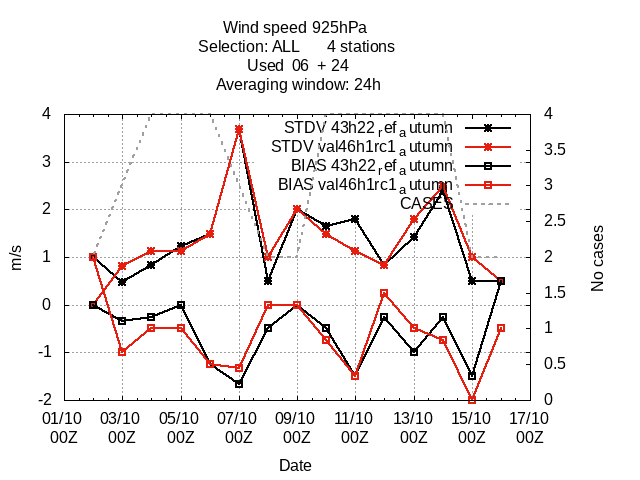 Wind speed 925hPa
Selection: ALL 4 stations
Used 06 + 24
Averaging window: 24h
STDV 43h22_ref_autumn
STDV val46h1rc1_autumn
BIAS 43h22_ref_autumn
BIAS val46h1rc1_autumn
CASES
4
3
2
1
0
-1
-2
m/s
4
3.5
3
2.5
2
1.5
1
0.5
0
No cases
01/10 03/10 05/10 07/10 09/10 11/10 13/10 15/10 17/10
00Z 00Z 00Z 00Z 00Z 00Z 00Z 00Z 00Z
Date